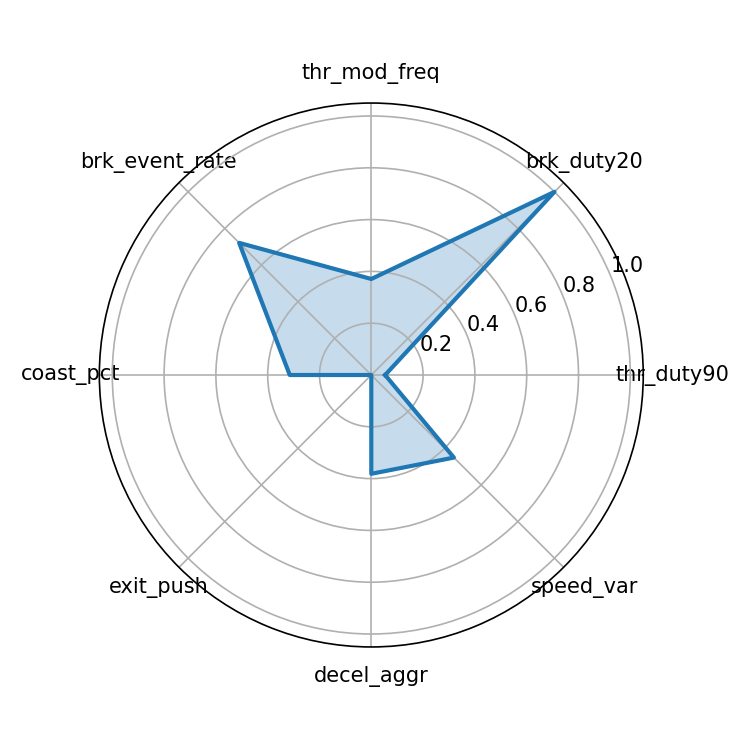 thr_mod_freq
brk_event_rate
brk_duty20
1.0
0.8
0.6
0.4
0.2
coast_pct
thr_duty90
exit_push
speed_var
decel_aggr